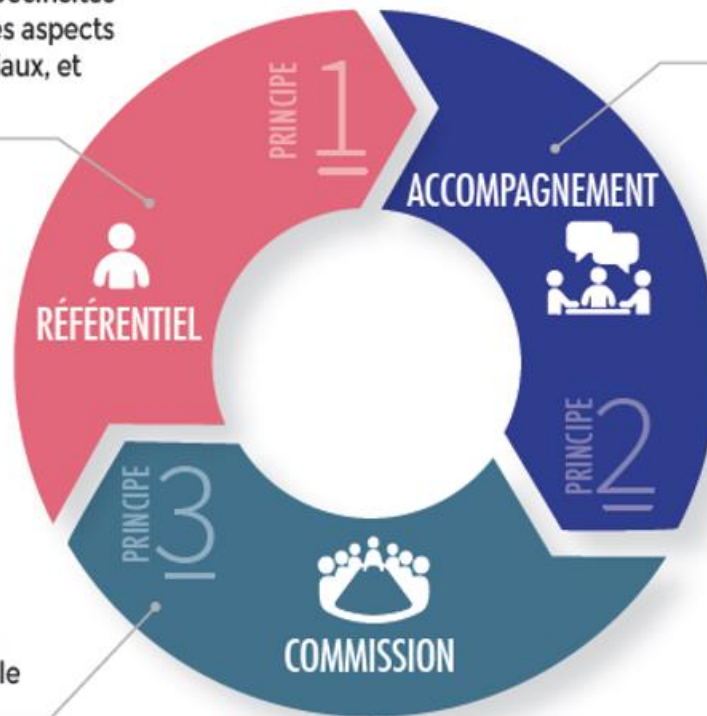 es aspects
aux, et
PRINCIPE 1
RÉFÉRENTIEL
ACCOMPAGNEMENT
PRINCIPE 2
PRINCIPE 3
COMMISSION
le